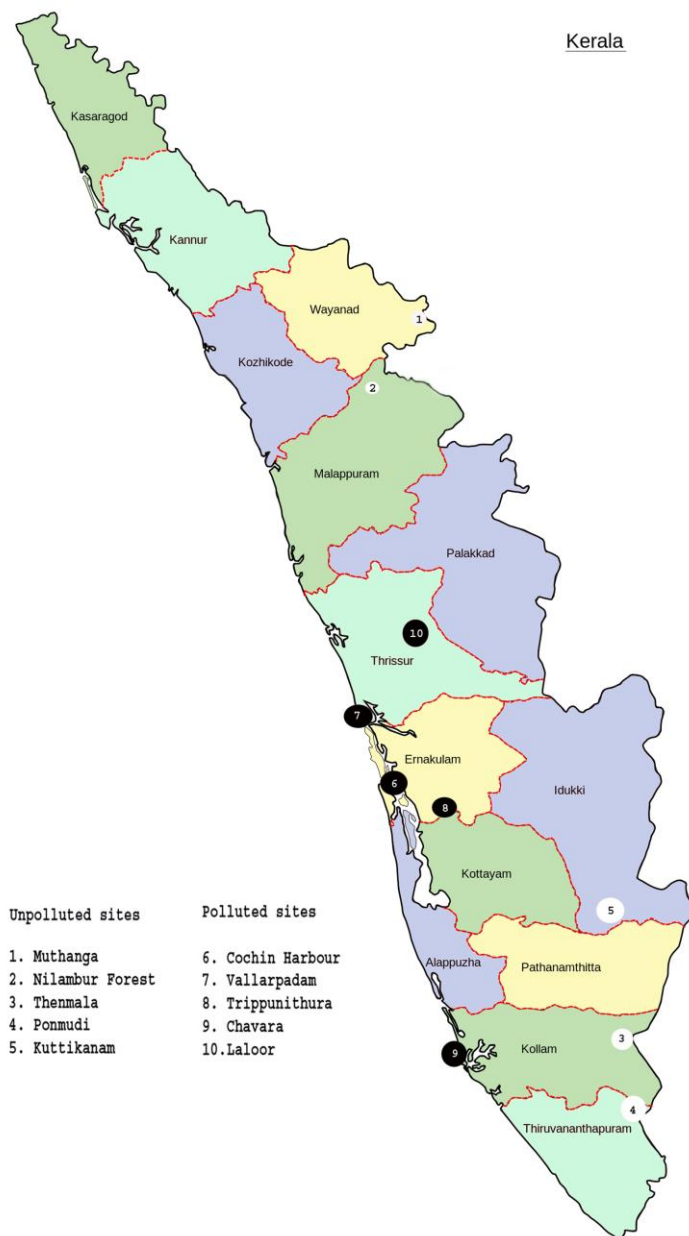 Kerala
Kasaragod
Kannur
Wayanad
1
Kozhikode
2
Malappuram
Palakkad
10
Thrissur
7
Ernakulam
6
Idukki
8
Kottayam
5
Alappuzha
Pathanamthitta
3
Kollam
9
4
Thiruvananthapuram
Unpolluted sites
1. Muthanga
2. Nilambur Forest
3. Thenmala
4. Ponmudi
5. Kuttikanam
Polluted sites
6. Cochin Harbour
7. Vallarpadam
8. Trippunithura
9. Chavara
10.Laloor